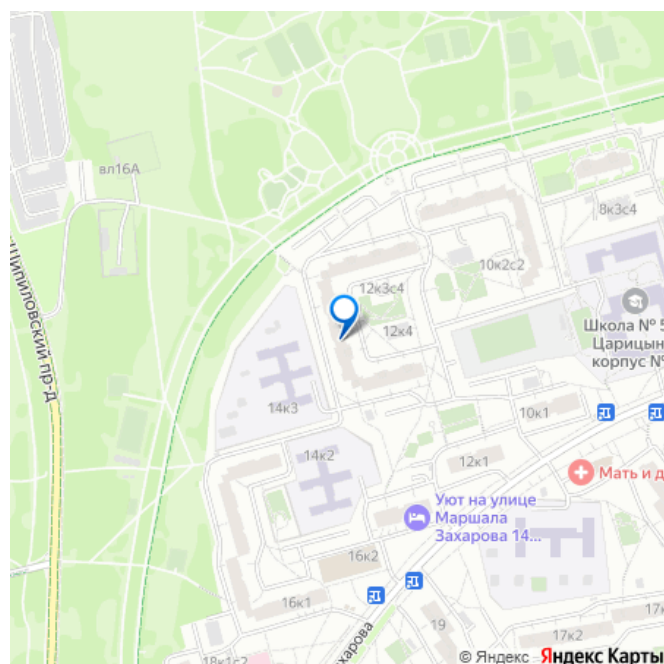 вл16А
8к3с4
Шипиловский пр-д
10к2с2
12к3с4
Школа № 5
Царицын
корпус №
12к4
14к3
10к1
14к2
12к1
Мать и д
Уют на улице
Маршала
Захарова 14...
16к2
16к1
19
17к
17к2
18к1с2
захарова
© Яндекс Яндекс Карты